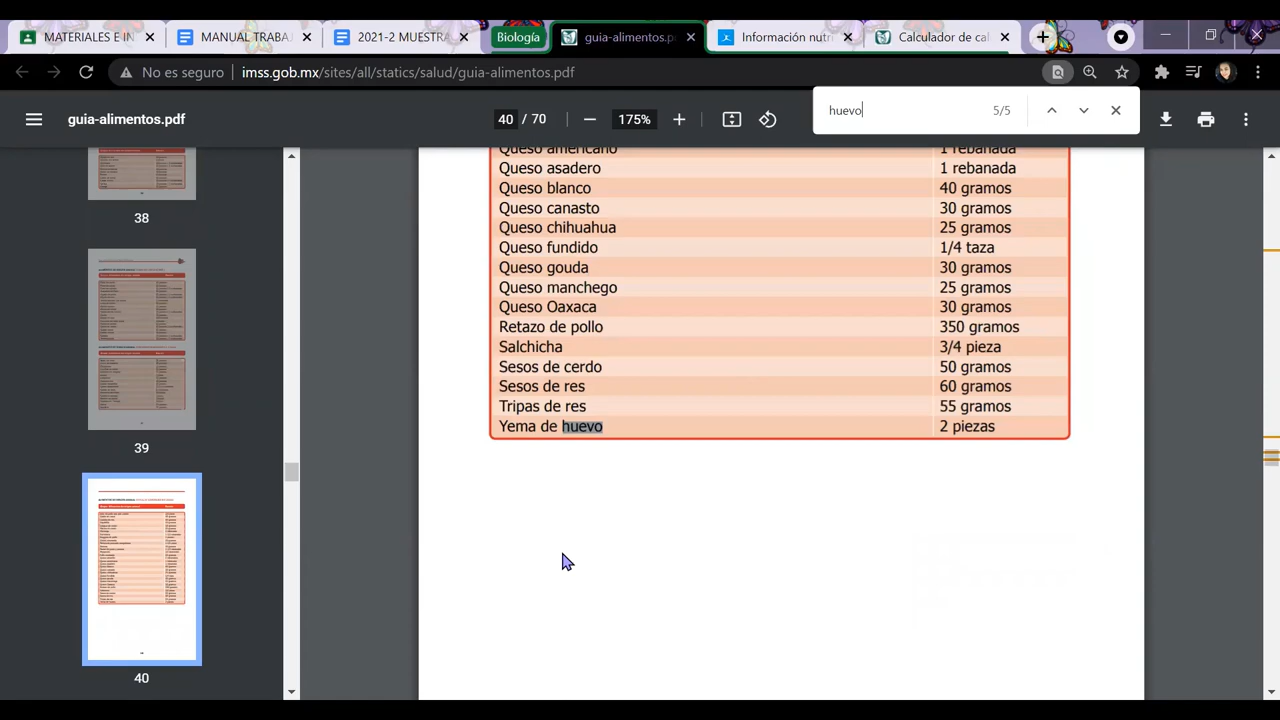 MATERIALES E IN
MANUAL TRABA.
2021-2 MUESTRA
Biología
guia-alimentos.p
Información nutri
Calculador de cal
No es seguro
imss.gob.mx/sites/all/statics/salud/guia-alimentos.pdf
huevo
5/5
guia-alimentos.pdf
40 / 70
175%
Queso americano 1 rebanada
Queso asadero 1 rebanada
Queso blanco 40 gramos
Queso canasto 30 gramos
Queso chihuahua 25 gramos
Queso fundido 1/4 taza
Queso gouda 30 gramos
Queso manchego 25 gramos
Queso Oaxaca 30 gramos
Retazo de pollo 350 gramos
Salchicha 3/4 pieza
Sesos de cerdo 50 gramos
Sesos de res 60 gramos
Tripas de res 55 gramos
Yema de huevo 2 piezas
38
39
40